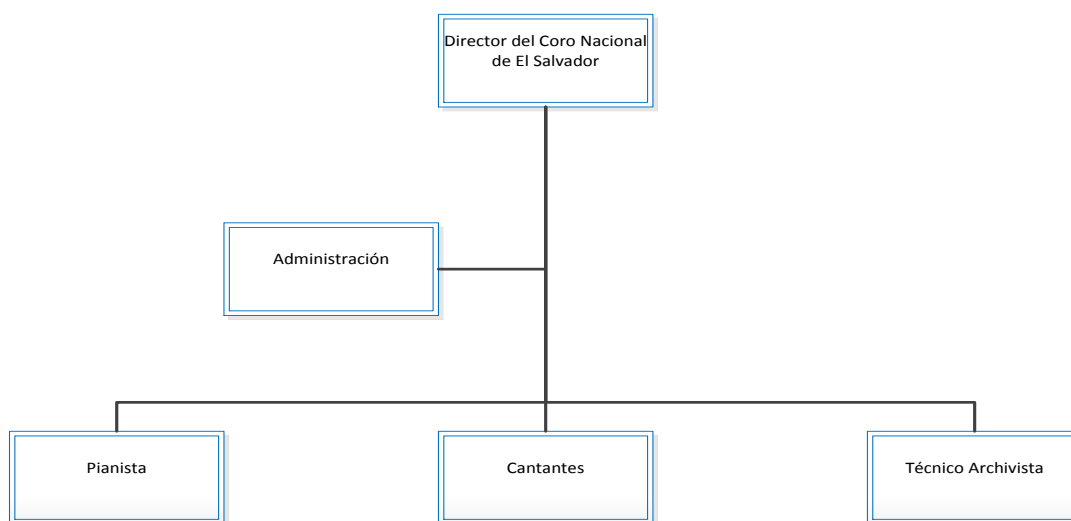 Director del Coro Nacional
de El Salvador
Administración
Pianista
Cantantes
Técnico Archivista